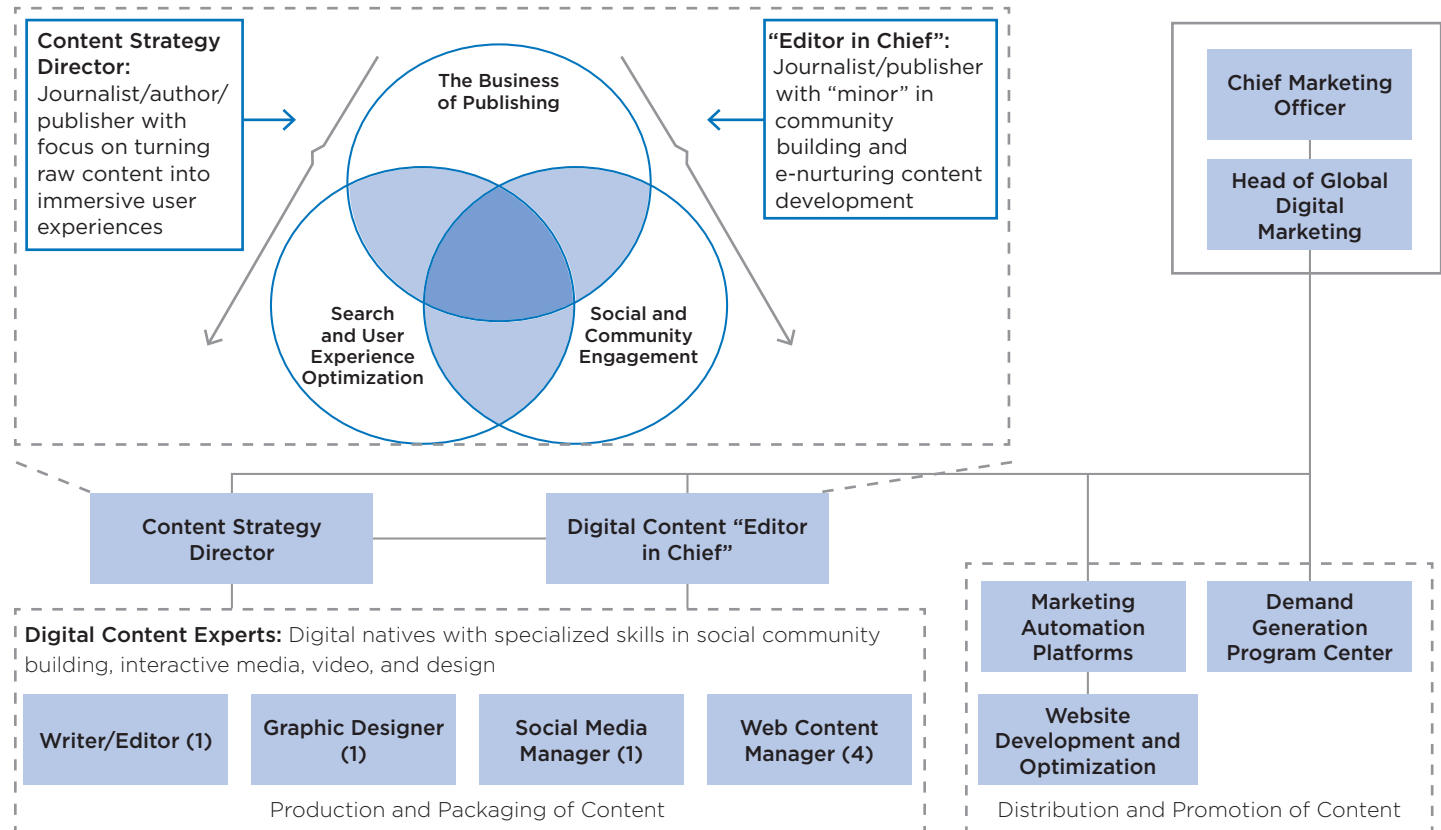 Content Strategy
Director:
Journalist/author/
publisher with
focus on turning
raw content into
immersive user
experiences
The Business
of Publishing
Search
and User
Experience
Optimization
Social and
Community
Engagement
“Editor in Chief”:
Journalist/publisher
with “minor” in
community
building and
e-nurturing content
development
Chief Marketing
Officer
Head of Global
Digital
Marketing
Content Strategy
Director
Digital Content “Editor
in Chief”
Digital Content Experts: Digital natives with specialized skills in social community
building, interactive media, video, and design
Writer/Editor (1)
Graphic Designer
(1)
Social Media
Manager (1)
Web Content
Manager (4)
Production and Packaging of Content
Marketing
Automation
Platforms
Demand
Generation
Program Center
Website
Development and
Optimization
Distribution and Promotion of Content